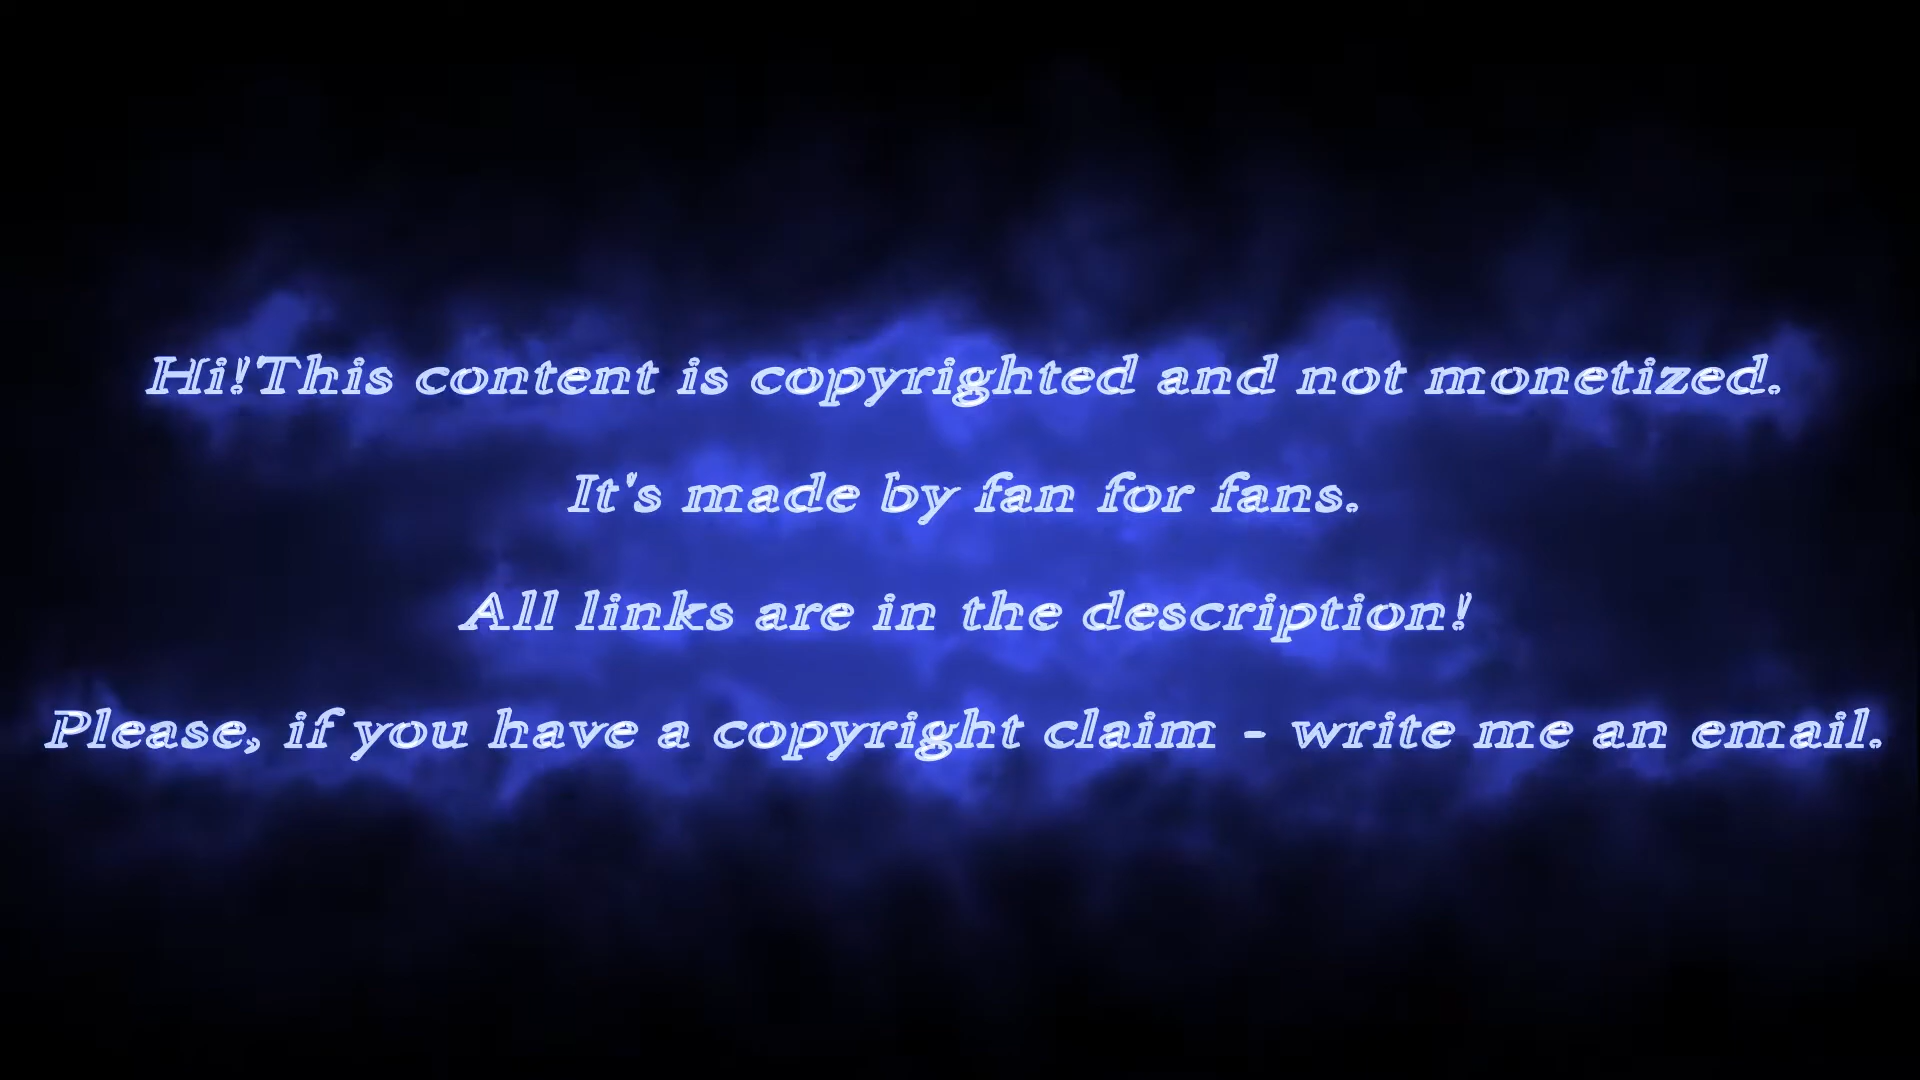 Hi!This content is copyrighted and not monetized.
It's made by fan for fans.
All links are in the description!
Please, if you have a copyright claim - write me an email.